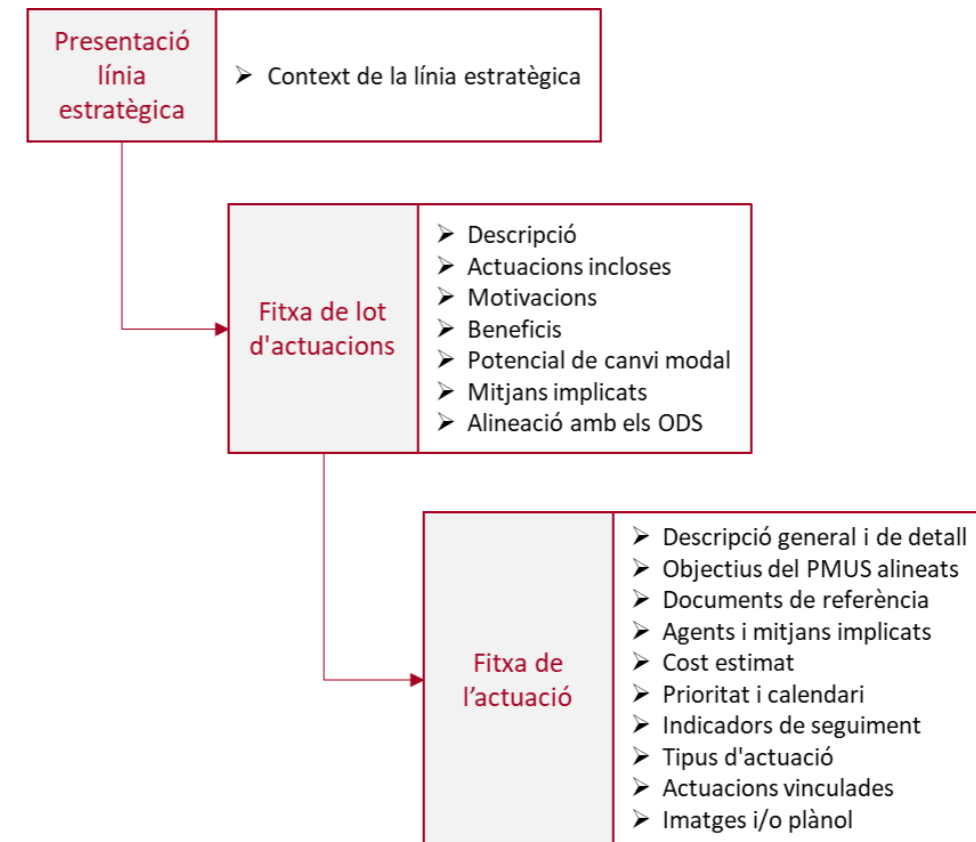 Presentació
línia
estratègica
➢ Context de la línia estratègica
Fitxa de lot
d'actuacions
➢ Descripció
➢ Actuacions incloses
➢ Motivacions
➢ Beneficis
➢ Potencial de canvi modal
➢ Mitjans implicats
➢ Alineació amb els ODS
Fitxa de
l’actuació
➢ Descripció general i de detall
➢ Objectius del PMUS alineats
➢ Documents de referència
➢ Agents i mitjans implicats
➢ Cost estimat
➢ Prioritat i calendari
➢ Indicadors de seguiment
➢ Tipus d'actuació
➢ Actuacions vinculades
➢ Imatges i/o plànol